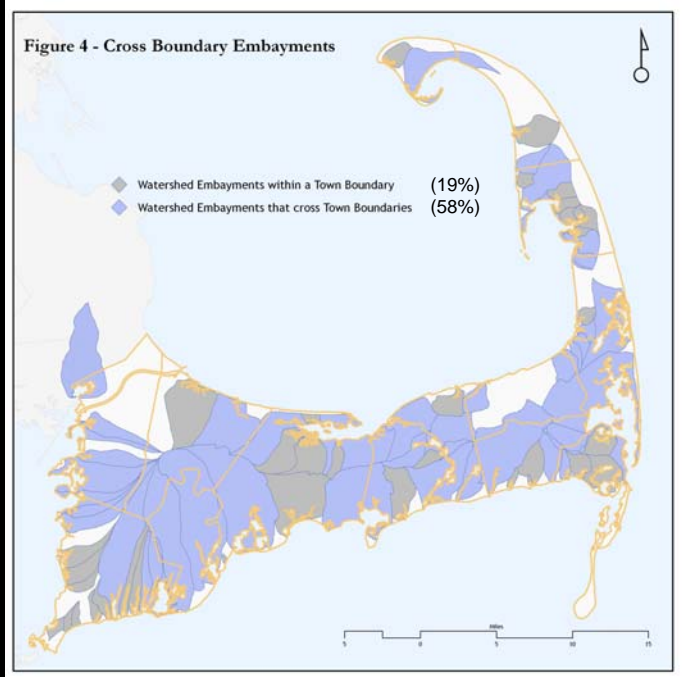 Figure 4 - Cross Boundary Embayments
Watershed Embayments within a Town Boundary (19%)
Watershed Embayments that cross Town Boundaries (58%)
Miles
5 0 5 10 15